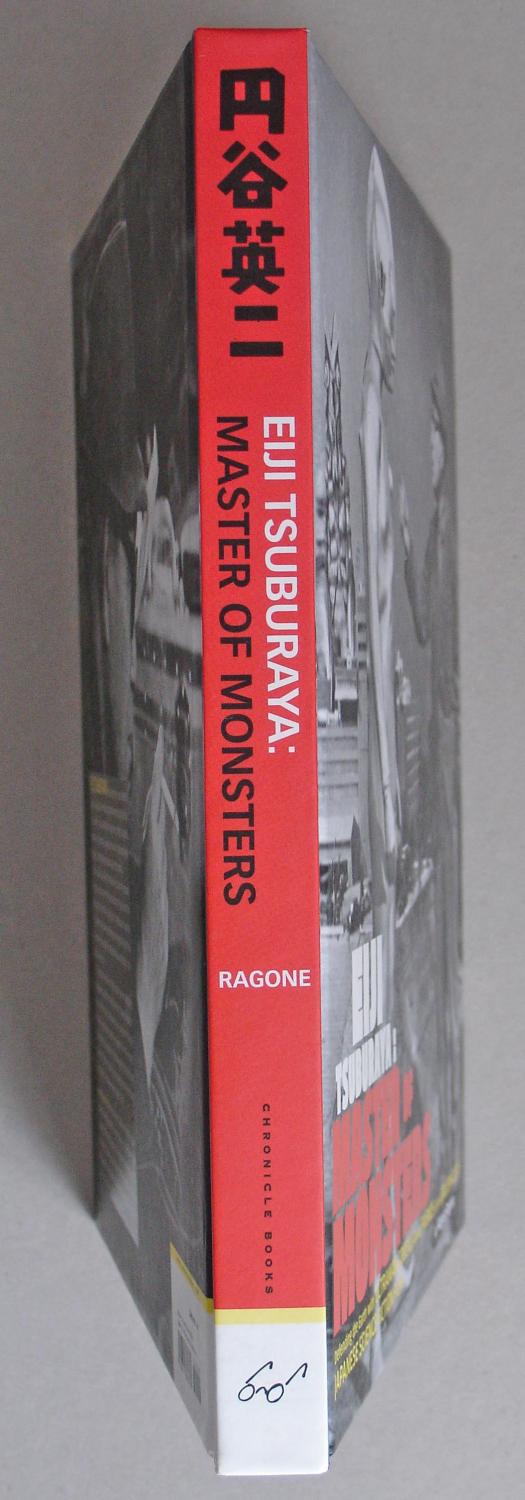 円谷英二
EIJI TSUBURAYA:
MASTER OF MONSTERS
RAGONE
CHRONICLE BOOKS
EIJI
TSUBURAYA:
MASTER OF
MONSTERS